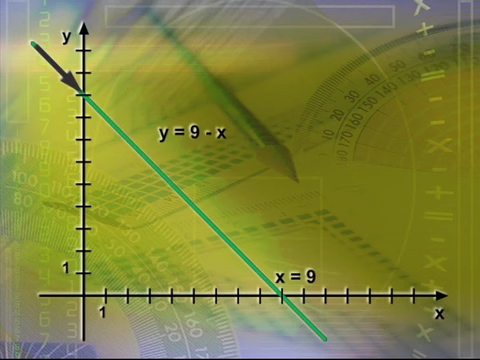 y
y = 9 - x
1
x = 9
1
x